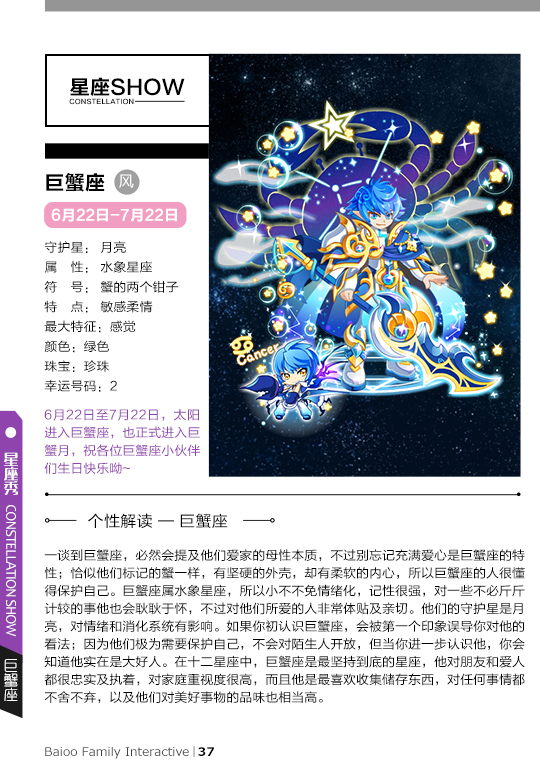 星座SHOW
CONSTELLATION
巨蟹座 风
6月22日-7月22日
守护星： 月亮
属　性： 水象星座
符　号： 蟹的两个钳子
特　点： 敏感柔情
最大特征：感觉
颜色：绿色
珠宝：珍珠
幸运号码：2
6月22日至7月22日，太阳
进入巨蟹座，也正式进入巨
蟹月，祝各位巨蟹座小伙伴
们生日快乐呦~
Cancer
个性解读 — 巨蟹座
一谈到巨蟹座，必然会提及他们爱家的母性本质，不过别忘记充满爱心是巨蟹座的特
性；恰似他们标记的蟹一样，有坚硬的外壳，却有柔软的内心，所以巨蟹座的人很懂
得保护自己。巨蟹座属水象星座，所以小不不免情绪化，记性很强，对一些不必斤斤
计较的事他也会耿耿于怀，不过对他们所爱的人非常体贴及亲切。他们的守护星是月
亮，对情绪和消化系统有影响。如果你初认识巨蟹座，会被第一个印象误导你对他的
看法；因为他们极为需要保护自己，不会对陌生人开放，但当你进一步认识他，你会
知道他实在是大好人。在十二星座中，巨蟹座是最坚持到底的星座，他对朋友和爱人
都很忠实及执着，对家庭重视度很高，而且他是最喜欢收集储存东西，对任何事情都
不舍不弃，以及他们对美好事物的品味也相当高。
星座秀 CONSTELLATION SHOW
巨蟹座
Baioo Family Interactive | 37